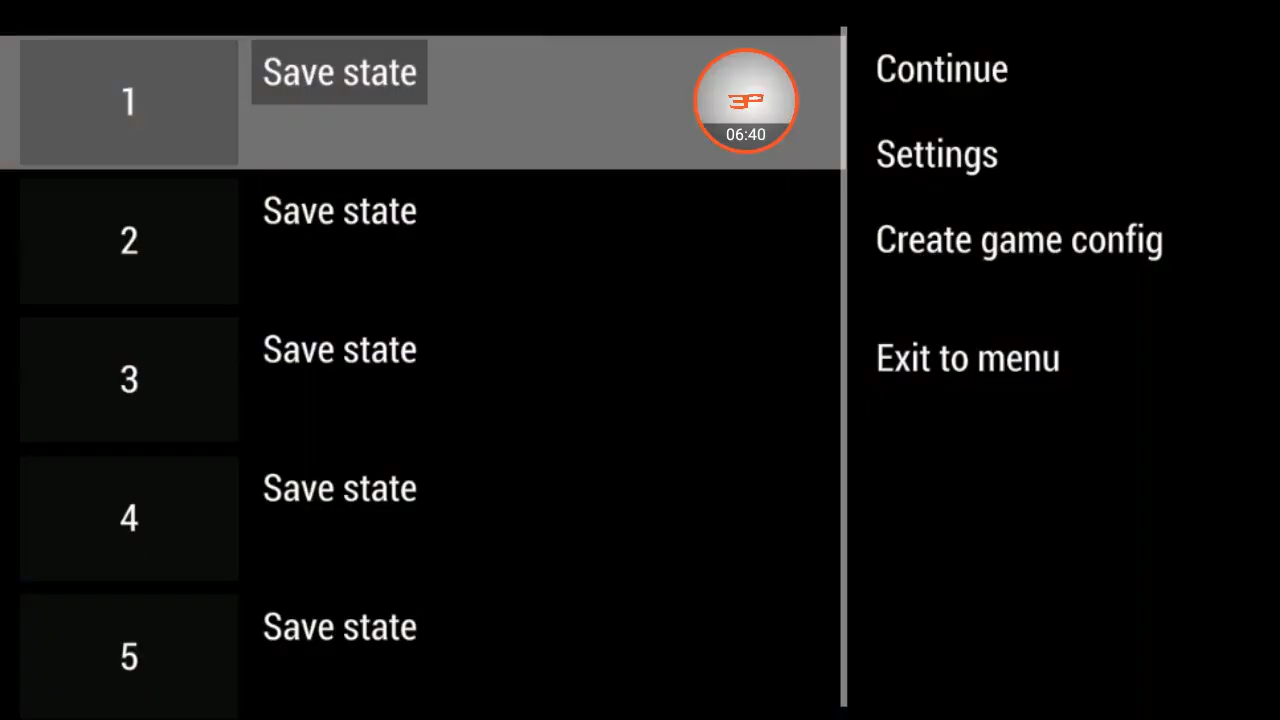 1
Save state
06:40
2
Save state
3
Save state
4
Save state
5
Save state
Continue
Settings
Create game config
Exit to menu